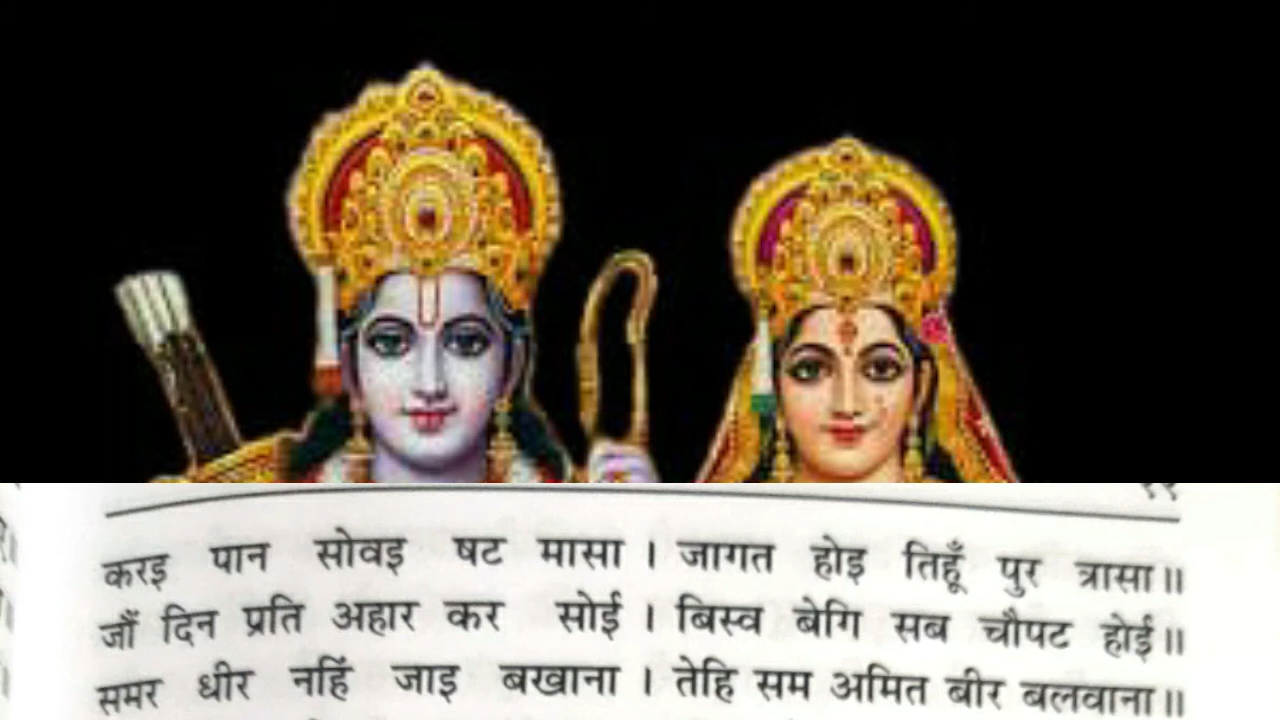 करइ पान सोवइ षट मासा। जागत होइ तिहूँ पुर त्रासा॥
जौं दिन प्रति अहार कर सोई। बिस्व बेगि सब चौपट होई॥
समर धीर नहिं जाइ बखाना। तेहि सम अमित बीर बलवाना॥